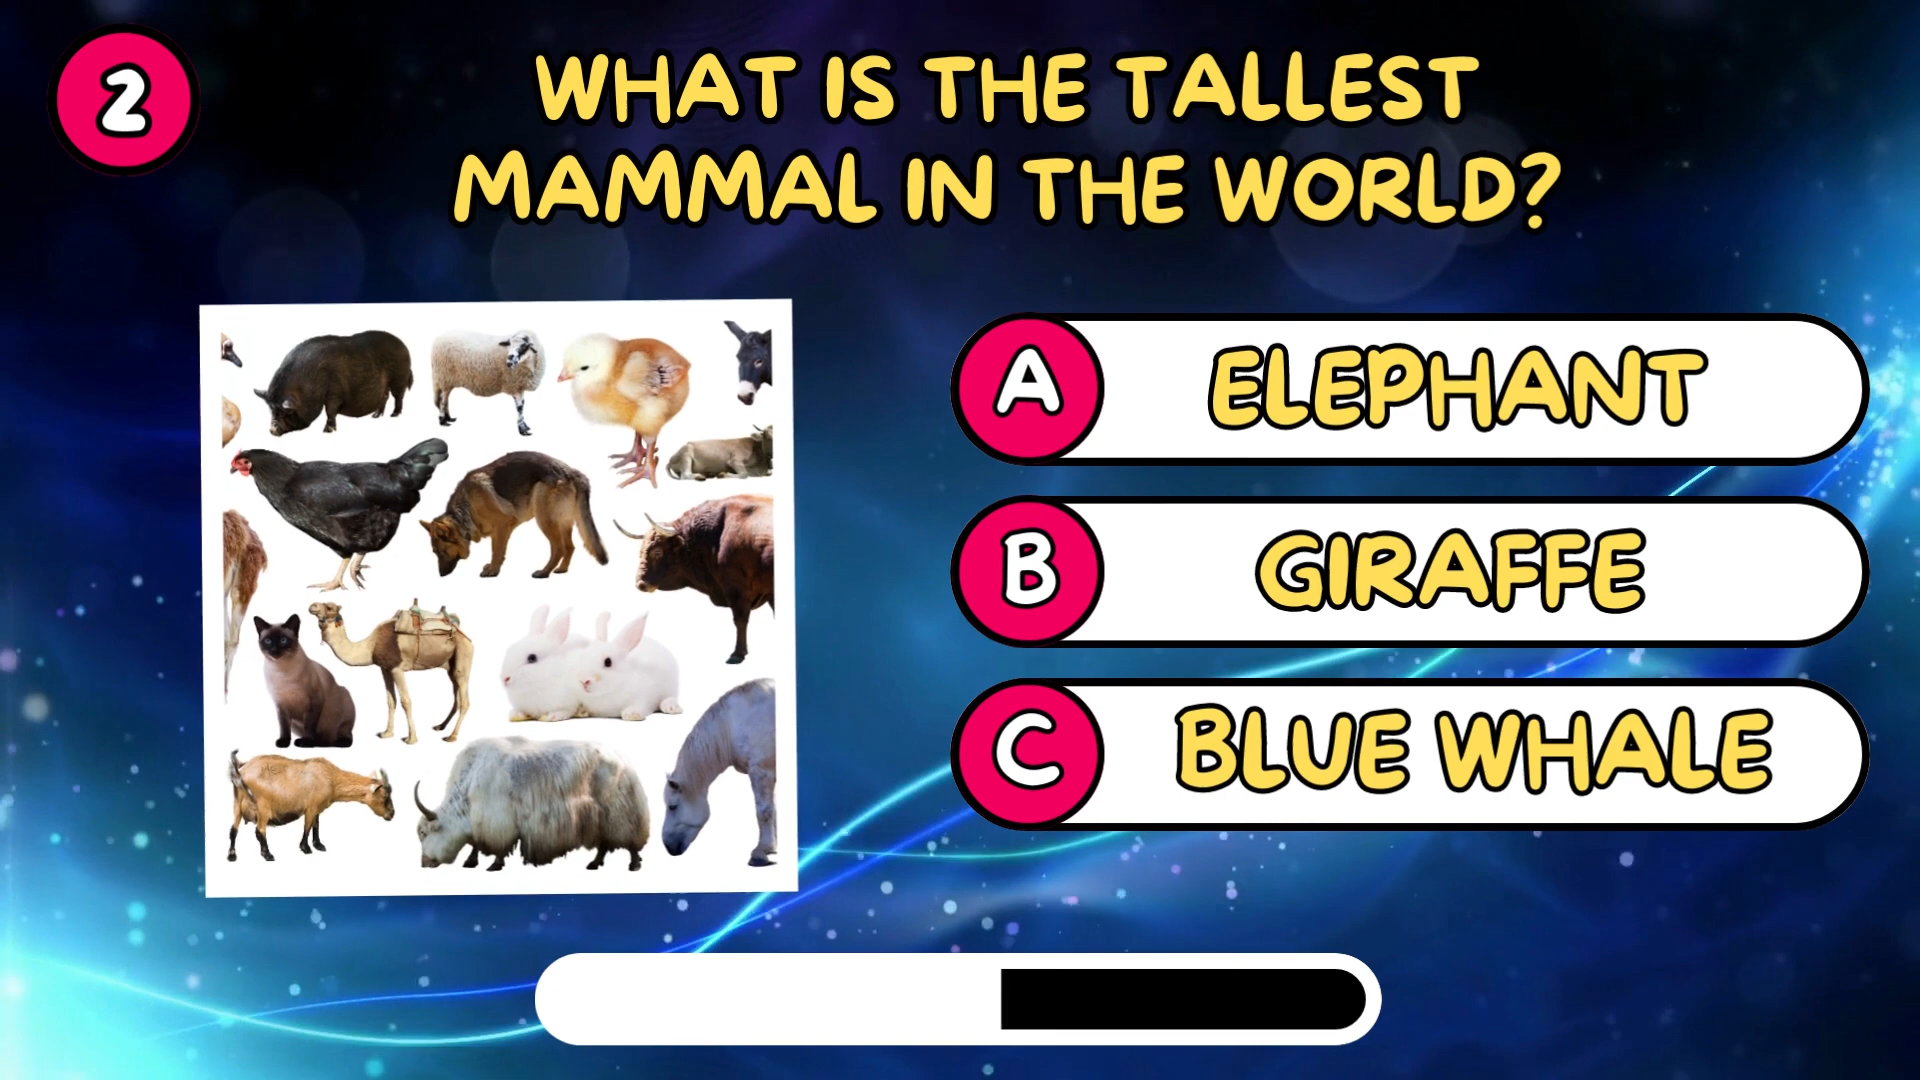 2
WHAT IS THE TALLEST
MAMMAL IN THE WORLD?
A ELEPHANT
B GIRAFFE
C BLUE WHALE